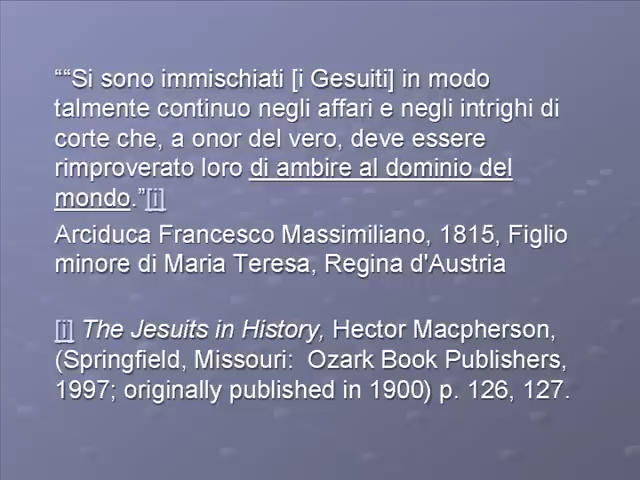 ““Si sono immischiati [i Gesuiti] in modo
talmente continuo negli affari e negli intrighi di
corte che, a onor del vero, deve essere
rimproverato loro di ambire al dominio del
mondo.”[i]
Arciduca Francesco Massimiliano, 1815, Figlio
minore di Maria Teresa, Regina d'Austria
[i] The Jesuits in History, Hector Macpherson,
(Springfield, Missouri:  Ozark Book Publishers,
1997; originally published in 1900) p. 126, 127.